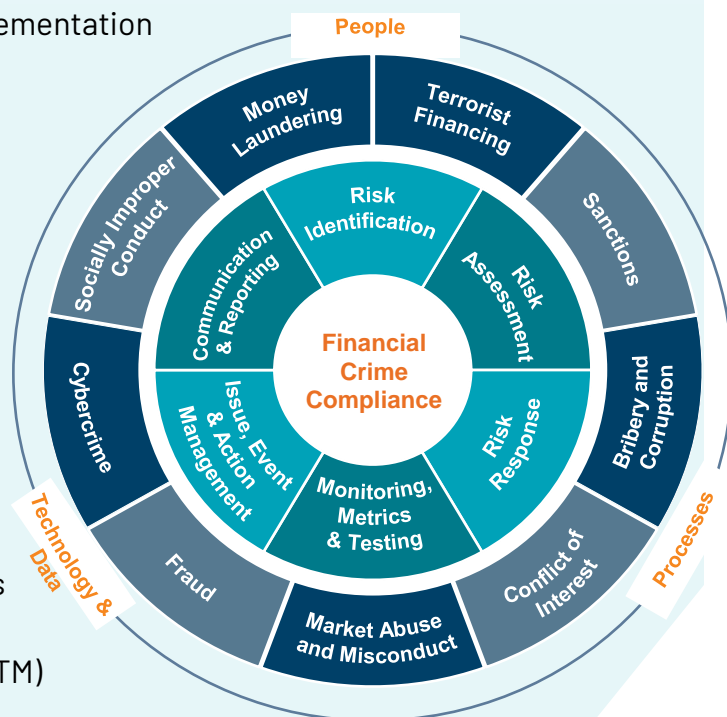 ementation
People
Money
Laundering
Terrorist
Financing
Sanctions
Bribery and
Corruption
Conflict of
Interest
Market Abuse
and Misconduct
Fraud
Cybercrime
Socially Improper
Conduct
Risk
Identification
Risk
Assessment
Risk
Response
Monitoring,
Metrics
& Testing
Issue, Event
& Action
Management
Communication
& Reporting
Financial
Crime
Compliance
Technology &
Data
Processes
s
TM)